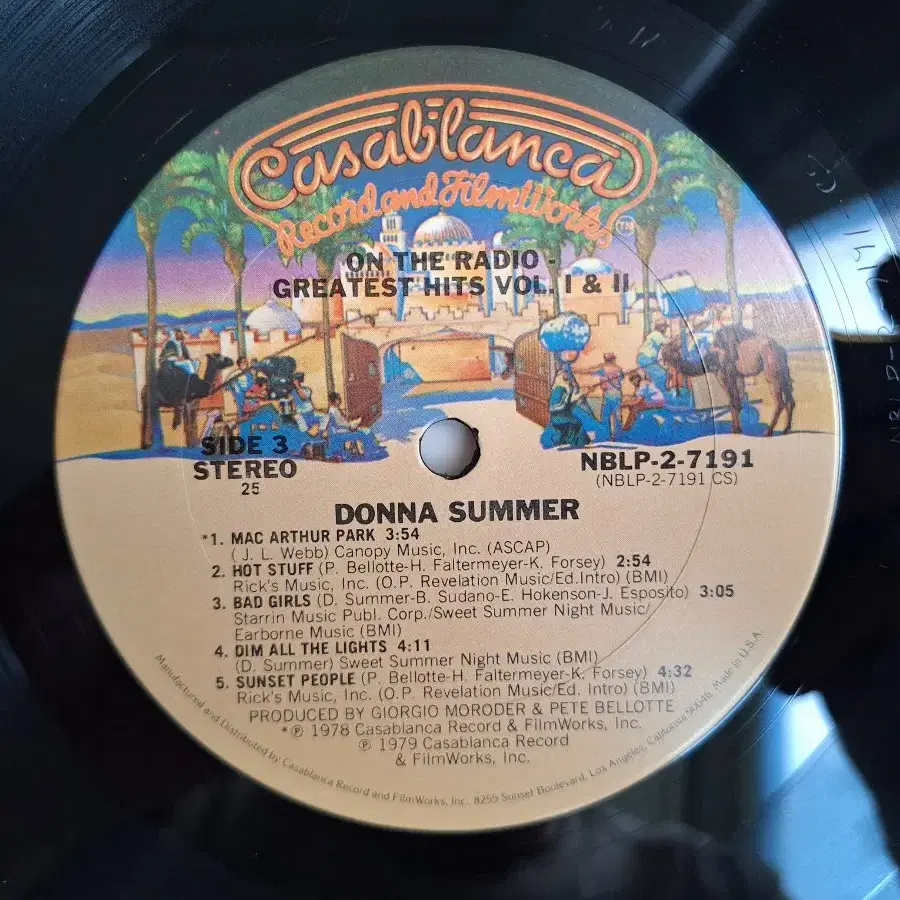 Casablanca
Record and FilmWorks
TM
ON THE RADIO -
GREATEST HITS VOL. I & II
SIDE 3
STEREO
25
NBLP-2-7191
(NBLP-2-7191 CS)
DONNA SUMMER
*1. MAC ARTHUR PARK 3:54
( J. L. Webb) Canopy Music, Inc. (ASCAP)
2. HOT STUFF (P. Bellotte-H. Faltermeyer-K. Forsey) 2:54
Rick's Music, Inc. (O.P. Revelation Music/Ed.Intro) (BMI)
3. BAD GIRLS (D. Summer-B. Sudano-E. Hokenson-J. Esposito) 3:05
Starrin Music Publ. Corp./Sweet Summer Night Music/
Earborne Music (BMI)
4. DIM ALL THE LIGHTS 4:11
(D. Summer) Sweet Summer Night Music (BMI)
5. SUNSET PEOPLE (P. Bellotte-H. Faltermeyer-K. Forsey) 4:32
Rick's Music, Inc. (O.P. Revelation Music/Ed. Intro) (BMI)
PRODUCED BY GIORGIO MORODER & PETE BELLOTTE
*℗ 1978 Casablanca Record & FilmWorks, Inc.
℗ 1979 Casablanca Record
& FilmWorks, Inc.
Manufactured and Distributed by Casablanca Record and FilmWorks, Inc., 8255 Sunset Boulevard, Los Angeles, California 90046, Made in U.S.A.